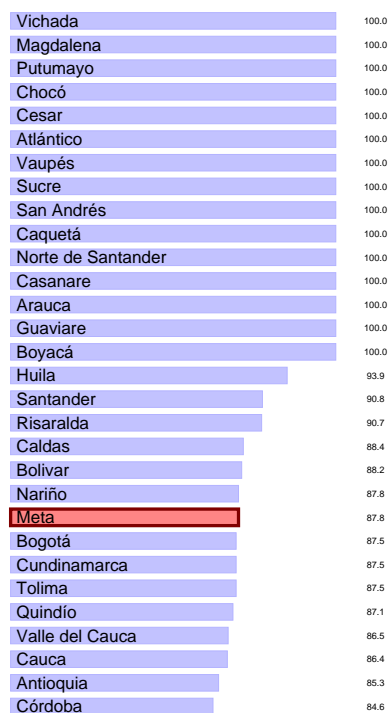 Vichada 100.0
Magdalena 100.0
Putumayo 100.0
Chocó 100.0
Cesar 100.0
Atlántico 100.0
Vaupés 100.0
Sucre 100.0
San Andrés 100.0
Caquetá 100.0
Norte de Santander 100.0
Casanare 100.0
Arauca 100.0
Guaviare 100.0
Boyacá 100.0
Huila 93.9
Santander 90.8
Risaralda 90.7
Caldas 88.4
Bolivar 88.2
Nariño 87.8
Meta 87.8
Bogotá 87.5
Cundinamarca 87.5
Tolima 87.5
Quindío 87.1
Valle del Cauca 86.5
Cauca 86.4
Antioquia 85.3
Córdoba 84.6